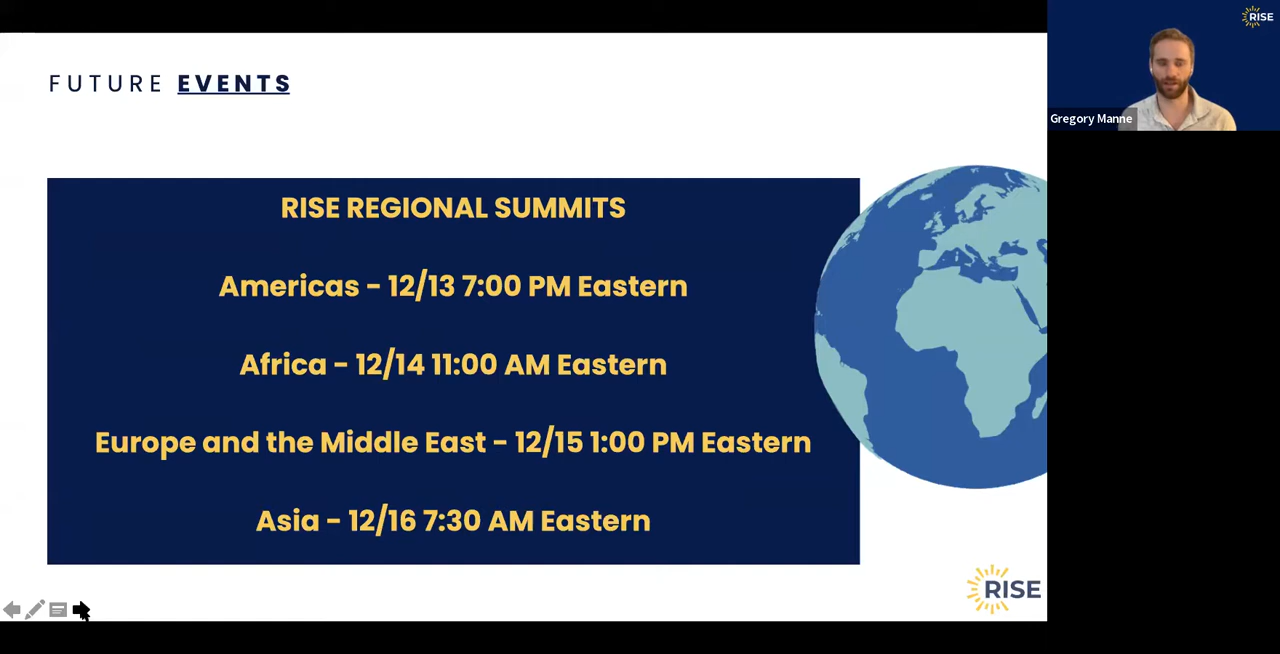 FUTURE EVENTS
RISE REGIONAL SUMMITS
Americas - 12/13 7:00 PM Eastern
Africa - 12/14 11:00 AM Eastern
Europe and the Middle East - 12/15 1:00 PM Eastern
Asia - 12/16 7:30 AM Eastern
RISE
RISE
Gregory Manne